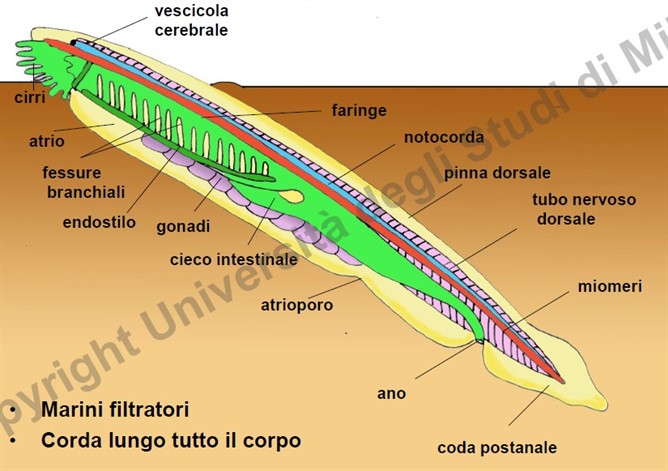 vescicola
cerebrale
cirri
faringe
atrio
notocorda
fessure
branchiali
pinna dorsale
endostilo
gonadi
tubo nervoso
dorsale
cieco intestinale
miomeri
atrioporo
ano
coda postanale
• Marini filtratori
• Corda lungo tutto il corpo
pyright Università degli Studi di Mi